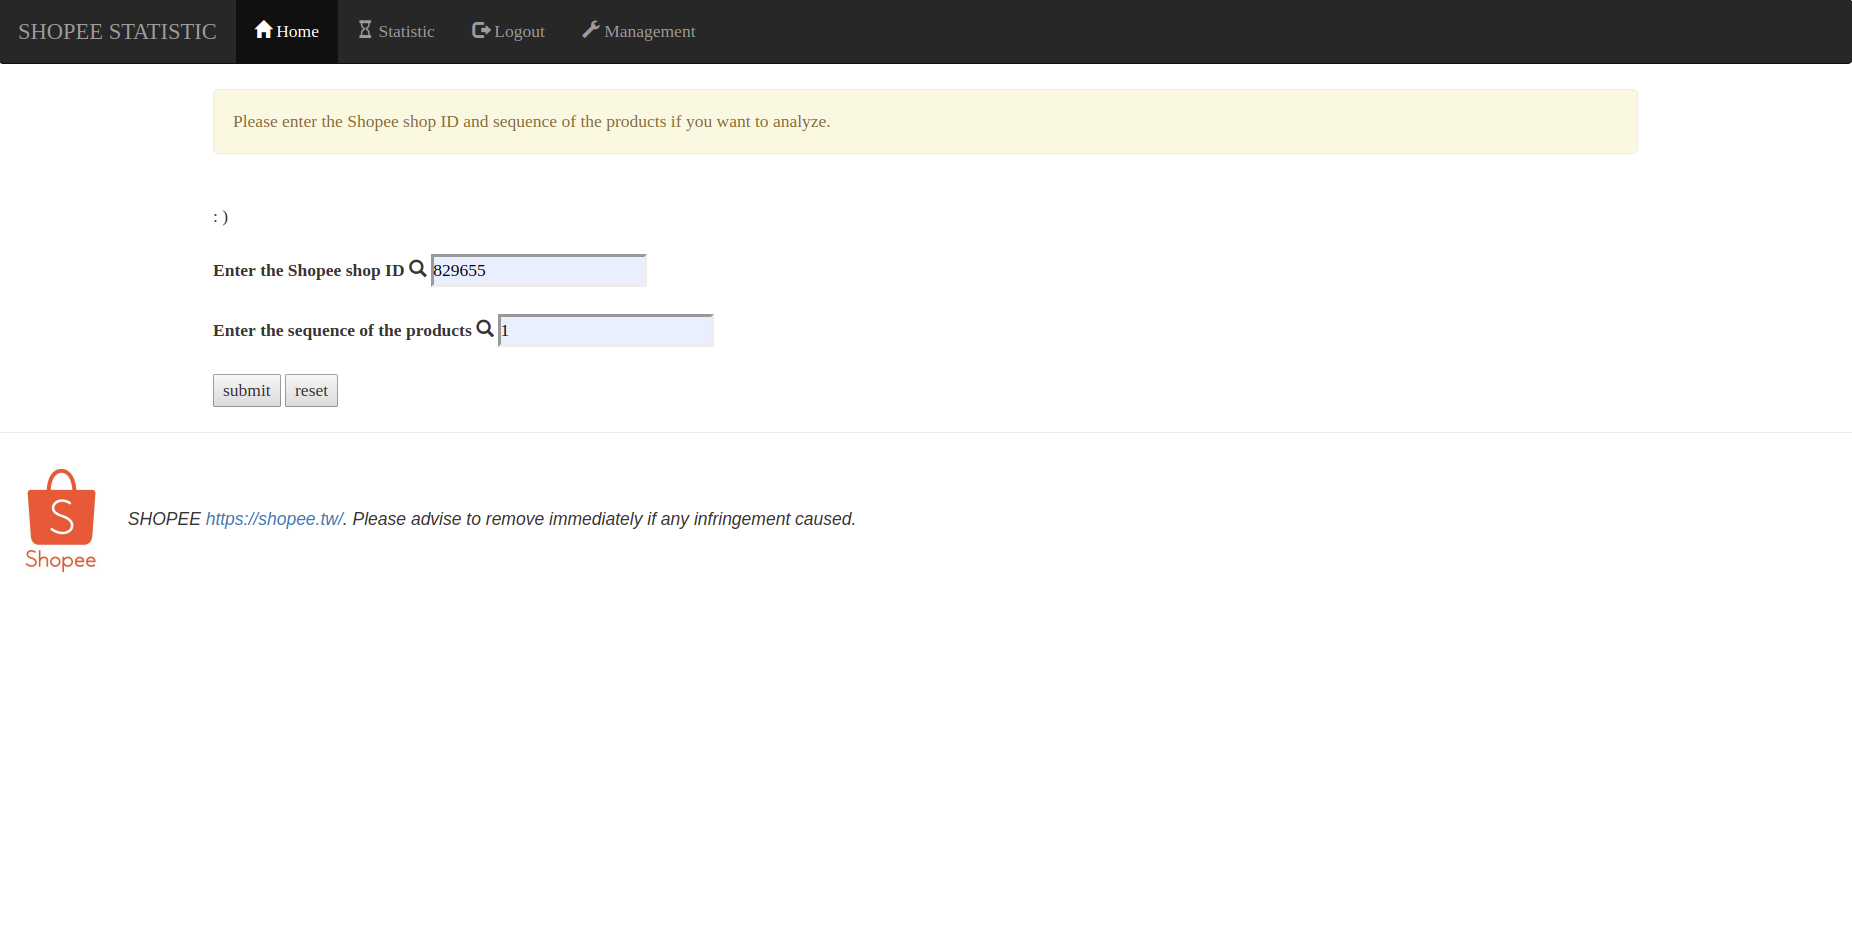 SHOPEE STATISTIC Home Statistic Logout Management
Please enter the Shopee shop ID and sequence of the products if you want to analyze.
: )
Enter the Shopee shop ID 829655
Enter the sequence of the products 1
submit reset
S
Shopee
SHOPEE https://shopee.tw/. Please advise to remove immediately if any infringement caused.